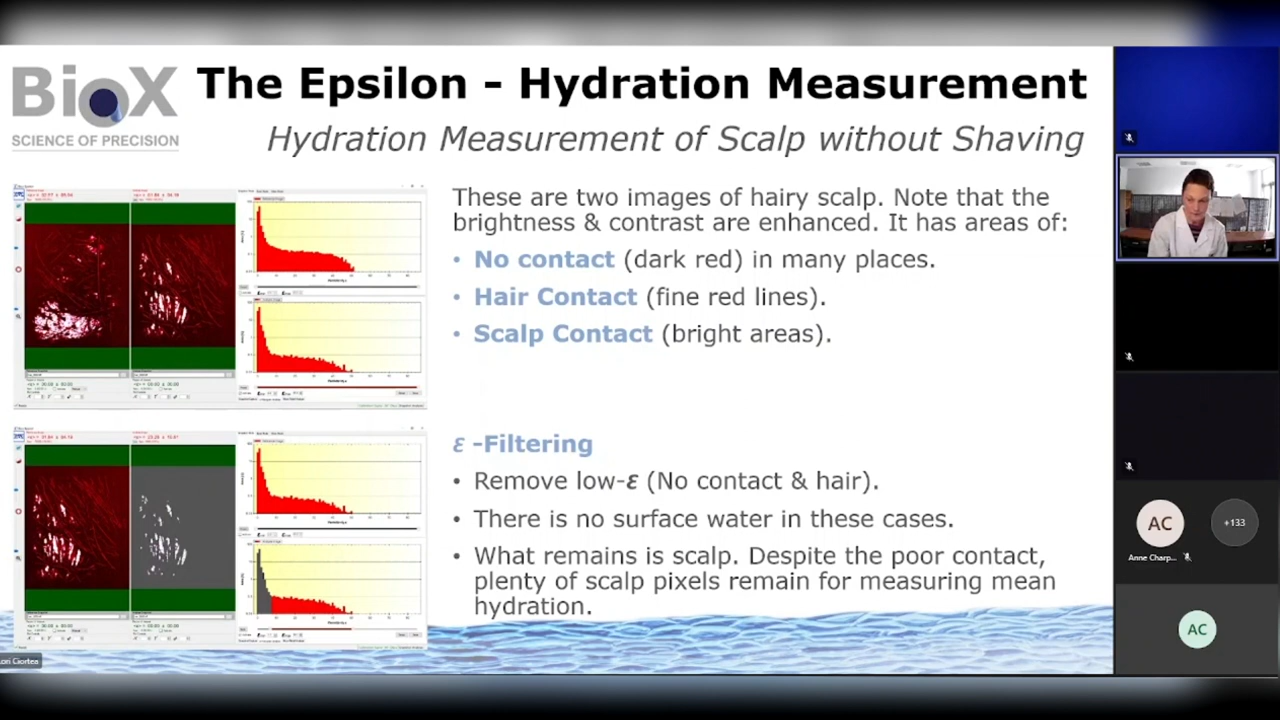 BioX
SCIENCE OF PRECISION
The Epsilon - Hydration Measurement
Hydration Measurement of Scalp without Shaving
These are two images of hairy scalp. Note that the
brightness & contrast are enhanced. It has areas of:
• No contact (dark red) in many places.
• Hair Contact (fine red lines).
• Scalp Contact (bright areas).
ε -Filtering
• Remove low-ε (No contact & hair).
• There is no surface water in these cases.
• What remains is scalp. Despite the poor contact,
plenty of scalp pixels remain for measuring mean
hydration.
Lori Ciortea
AC
+133
Anne Charp...
AC